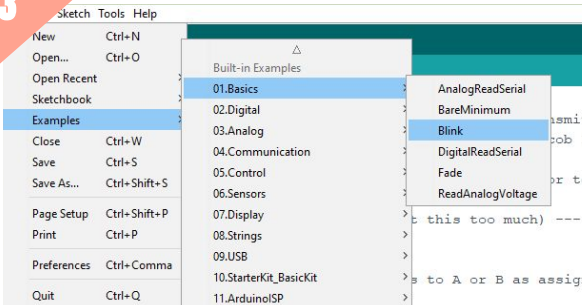 3
Sketch Tools Help
New Ctrl+N
Open... Ctrl+O
Open Recent
Sketchbook
Examples
Close Ctrl+W
Save Ctrl+S
Save As... Ctrl+Shift+S
Page Setup Ctrl+Shift+P
Print Ctrl+P
Preferences Ctrl+Comma
Quit Ctrl+Q
Built-in Examples
01.Basics
02.Digital
03.Analog
04.Communication
05.Control
06.Sensors
07.Display
08.Strings
09.USB
10.StarterKit_BasicKit
11.ArduinoISP
AnalogReadSerial
BareMinimum
Blink
DigitalReadSerial
Fade
ReadAnalogVoltage
t this too much) ---
s to A or B as assig